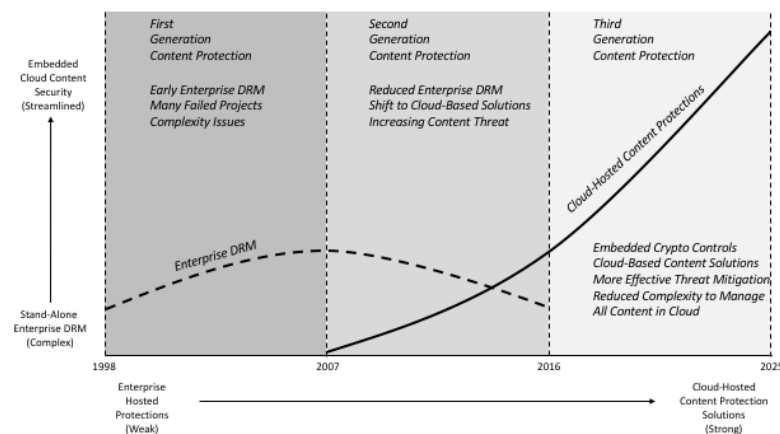 First
Generation
Content Protection
Early Enterprise DRM
Many Failed Projects
Complexity Issues
Second
Generation
Content Protection
Reduced Enterprise DRM
Shift to Cloud-Based Solutions
Increasing Content Threat
Third
Generation
Content Protection
Embedded
Cloud Content
Security
(Streamlined)
Cloud-Hosted Content Protections
Enterprise DRM
Embedded Crypto Controls
Cloud-Based Content Solutions
More Effective Threat Mitigation
Reduced Complexity to Manage
All Content in Cloud
Stand-Alone
Enterprise DRM
(Complex)
1998
2007
2016
2025
Enterprise
Hosted
Protections
(Weak)
Cloud-Hosted
Content Protection
Solutions
(Strong)